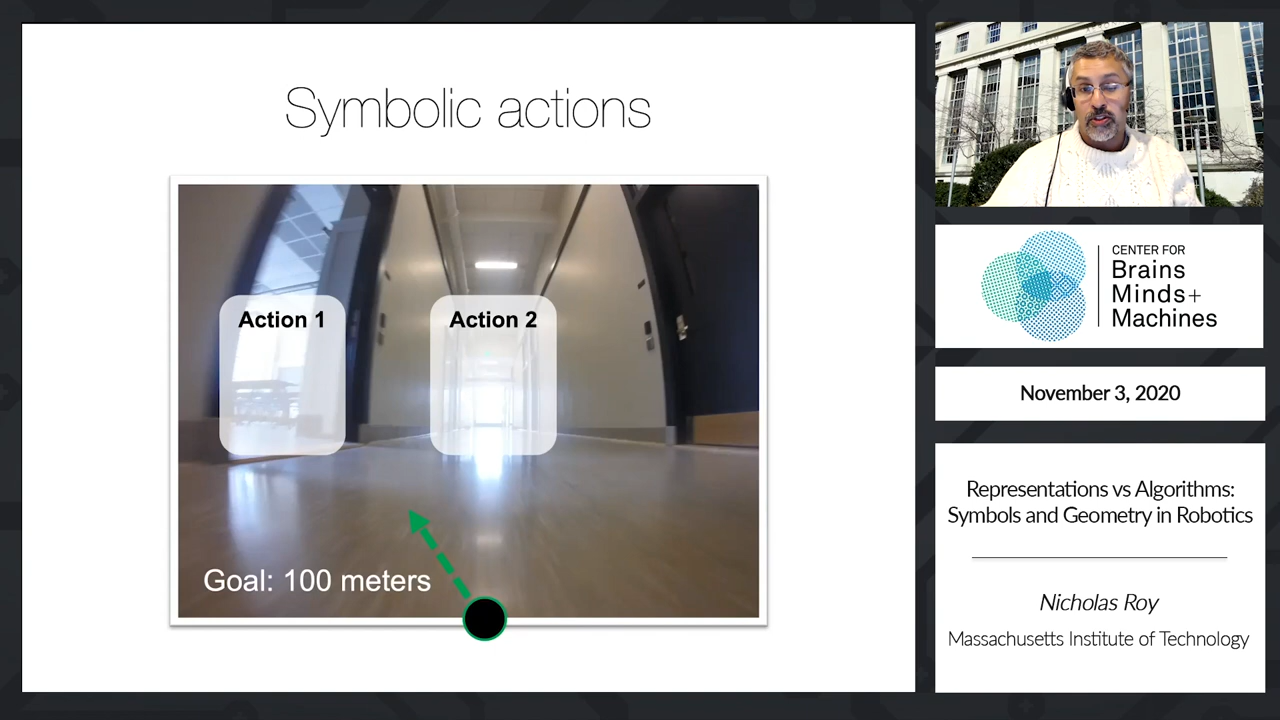 Symbolic actions
Action 1
Action 2
Goal: 100 meters
CENTER FOR
Brains
Minds+
Machines
November 3, 2020
Representations vs Algorithms:
Symbols and Geometry in Robotics
Nicholas Roy
Massachusetts Institute of Technology